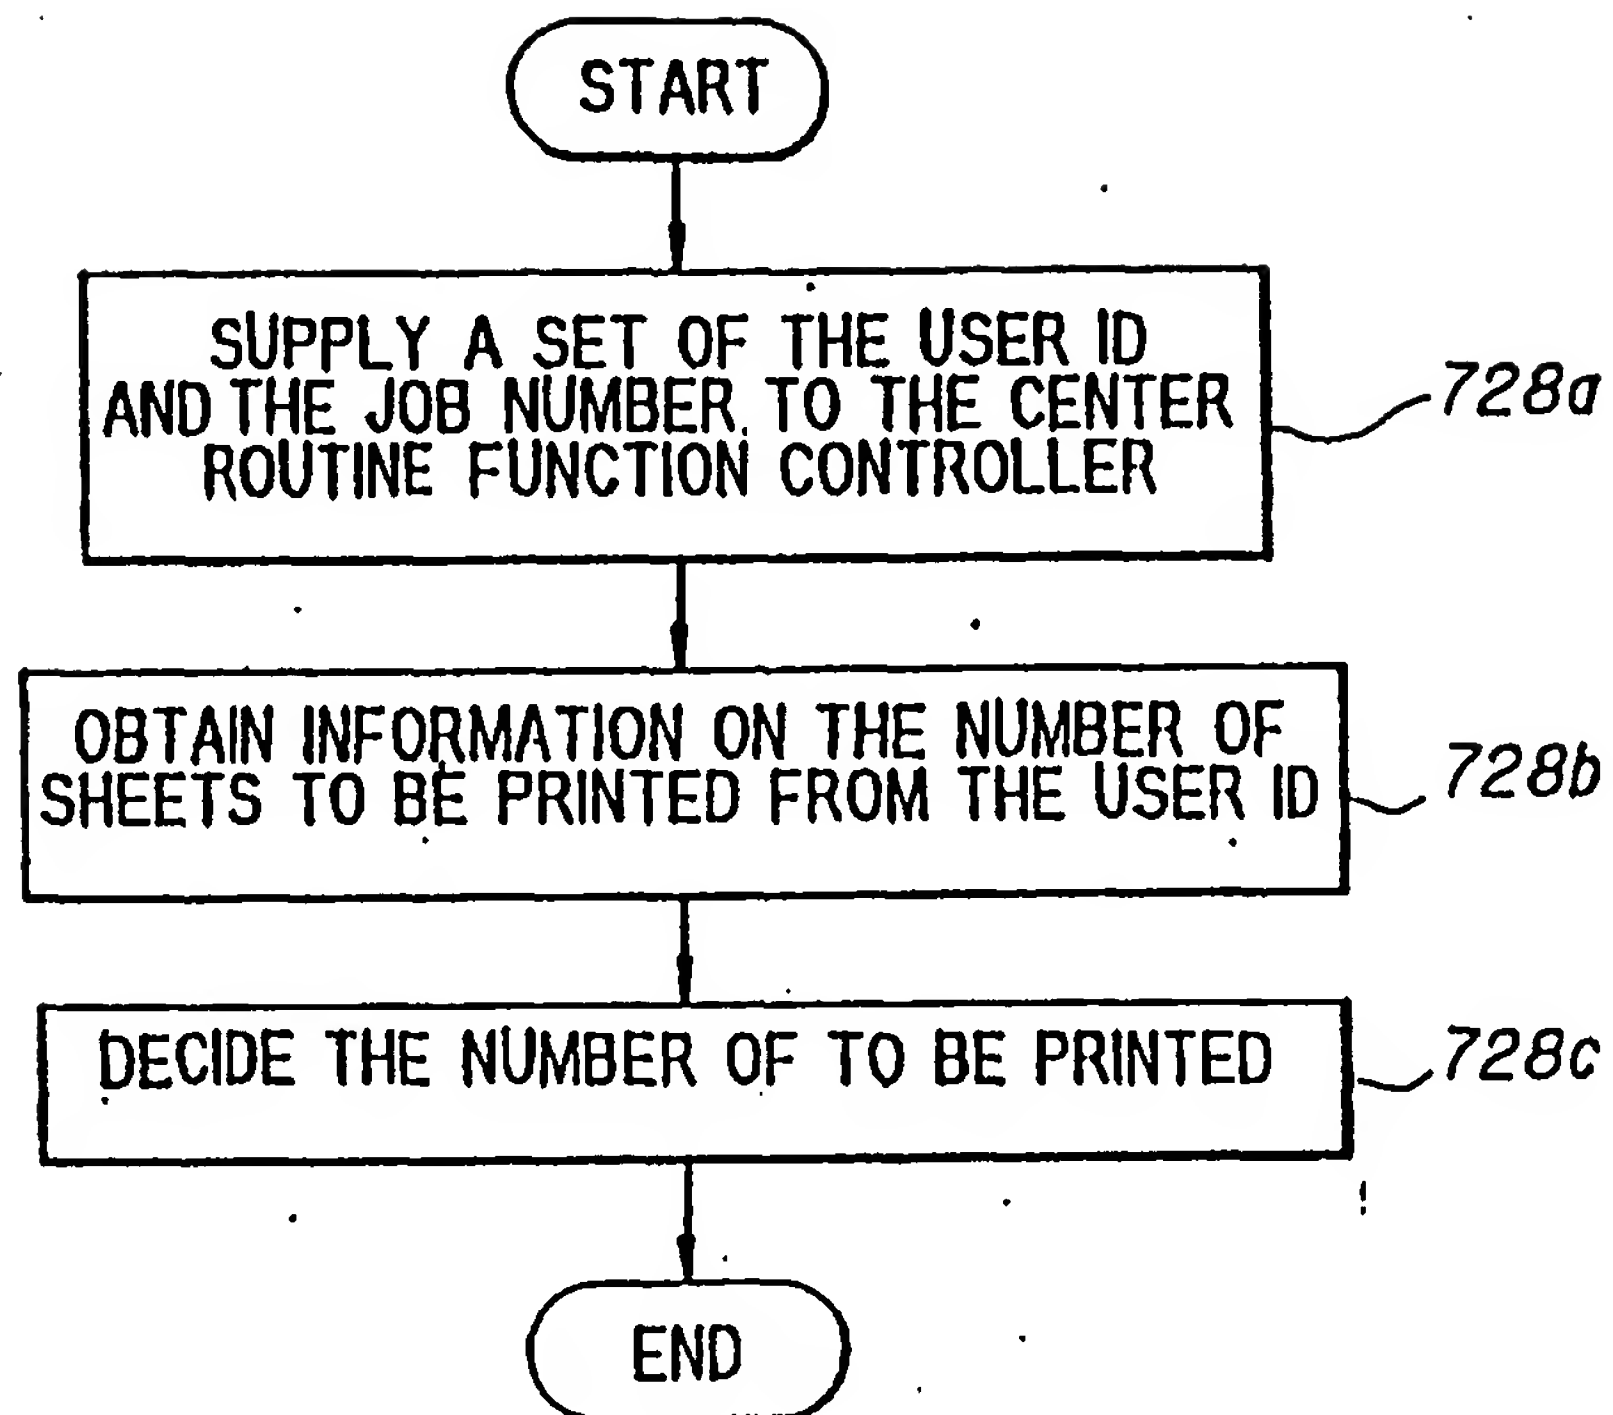 START
SUPPLY A SET OF THE USER ID
AND THE JOB NUMBER TO THE CENTER
ROUTINE FUNCTION CONTROLLER
728a
OBTAIN INFORMATION ON THE NUMBER OF
SHEETS TO BE PRINTED FROM THE USER ID
728b
DECIDE THE NUMBER OF TO BE PRINTED
728c
END